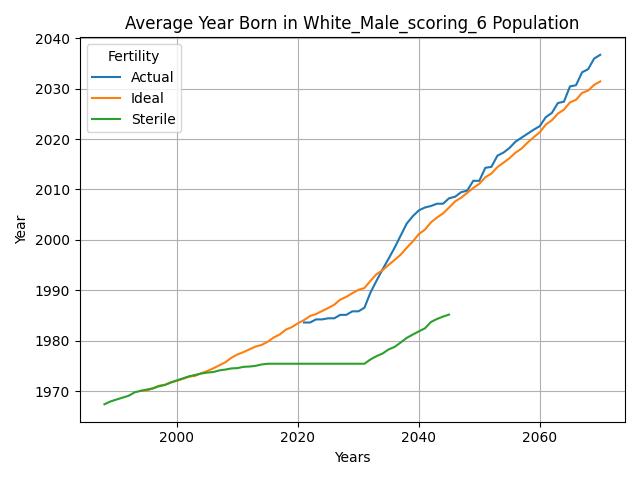 Average Year Born in White_Male_scoring_6 Population
Fertility
Actual
Ideal
Sterile
Year
2040
2030
2020
2010
2000
1990
1980
1970
2000 2020 2040 2060
Years